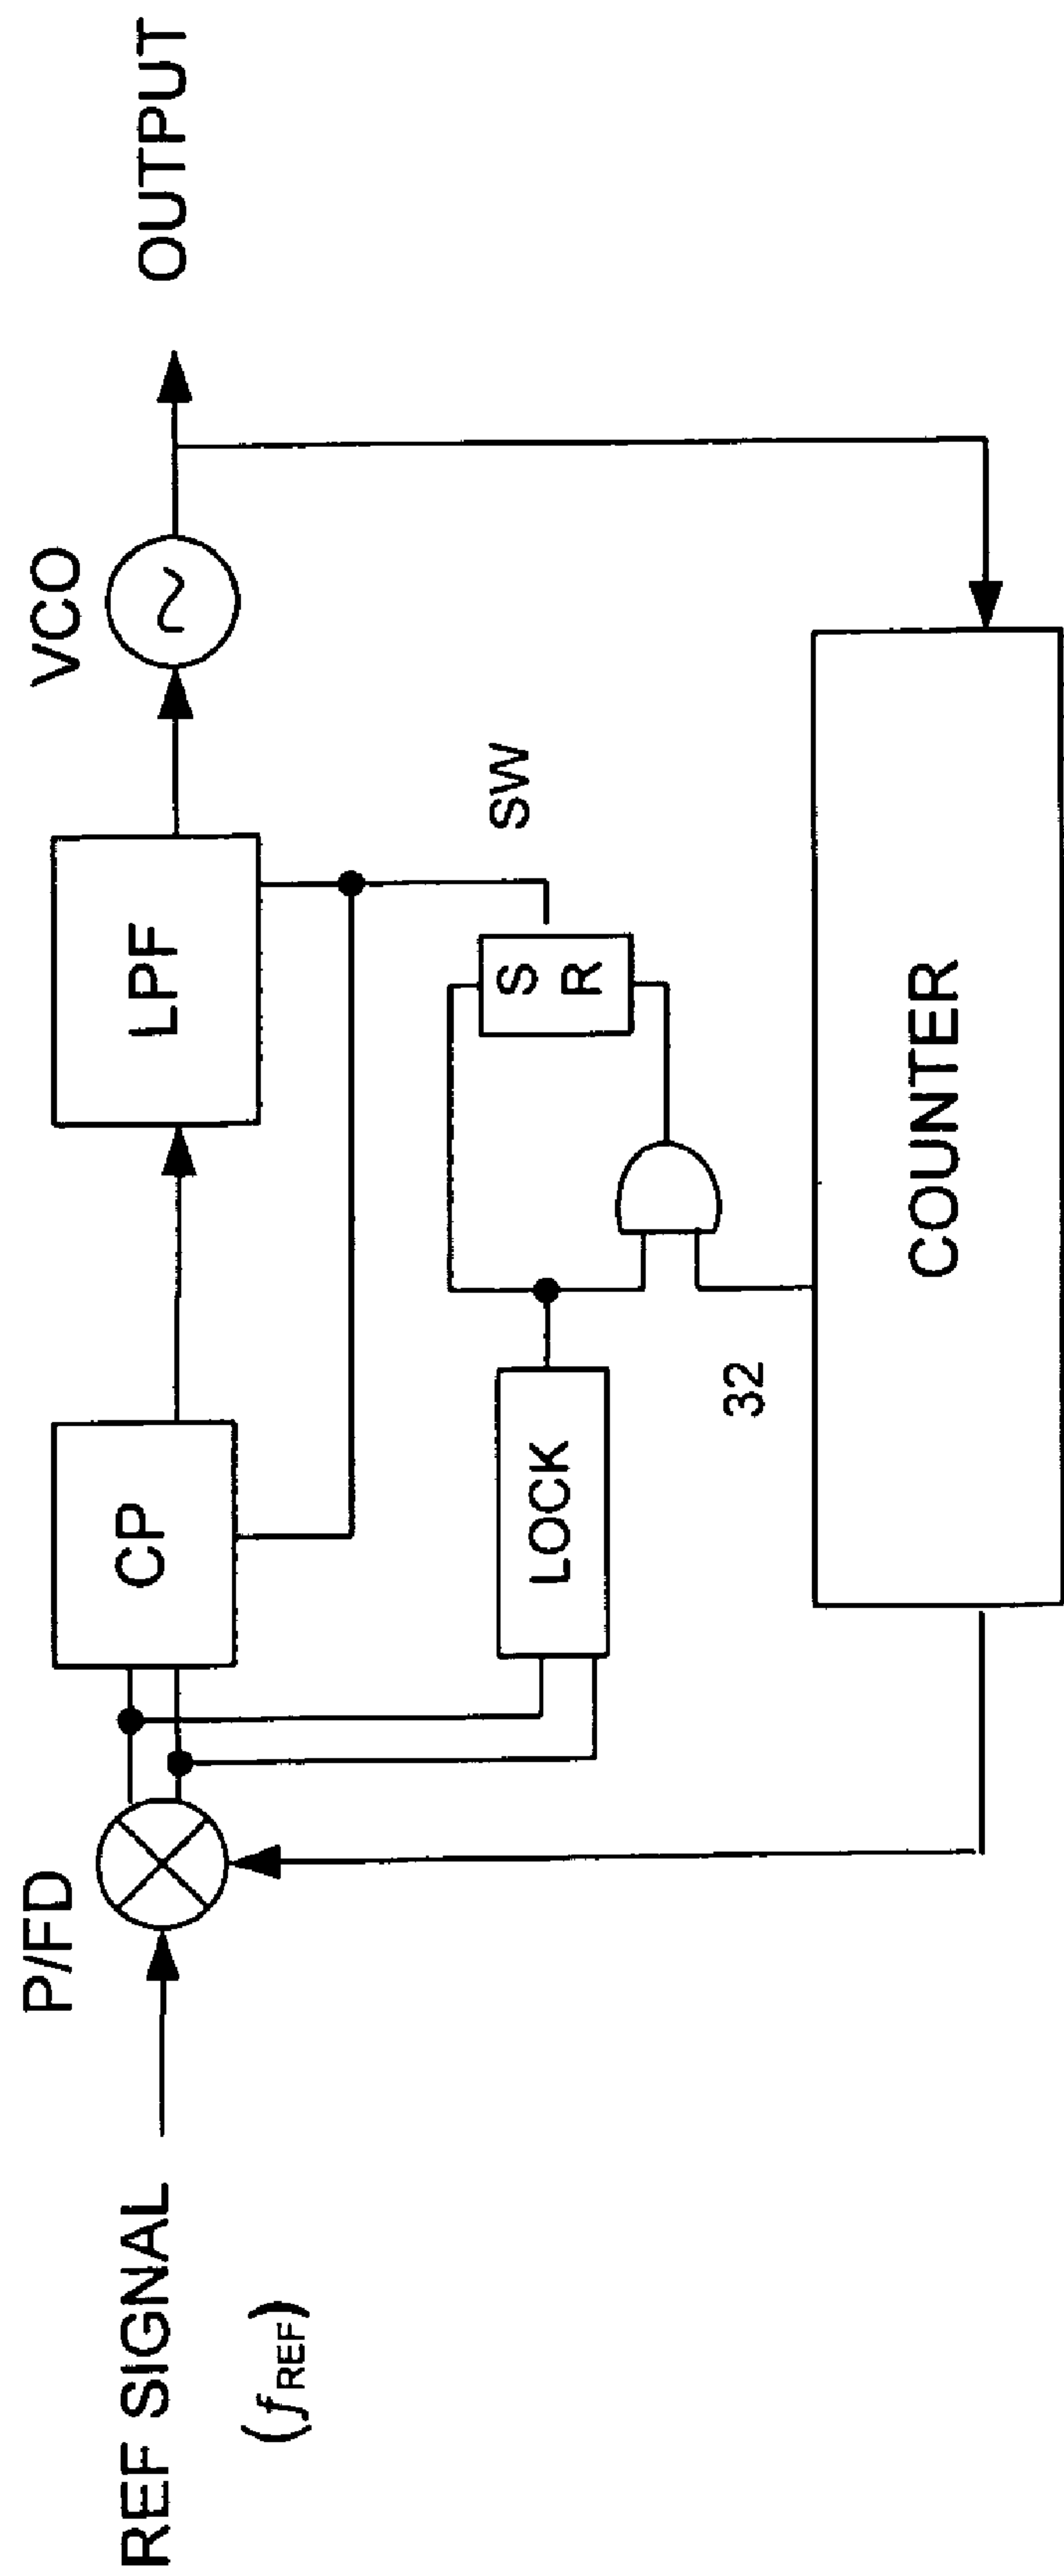 REF SIGNAL
(fREF)
P/FD
CP
LPF
VCO
OUTPUT
LOCK
S
R
SW
32
COUNTER